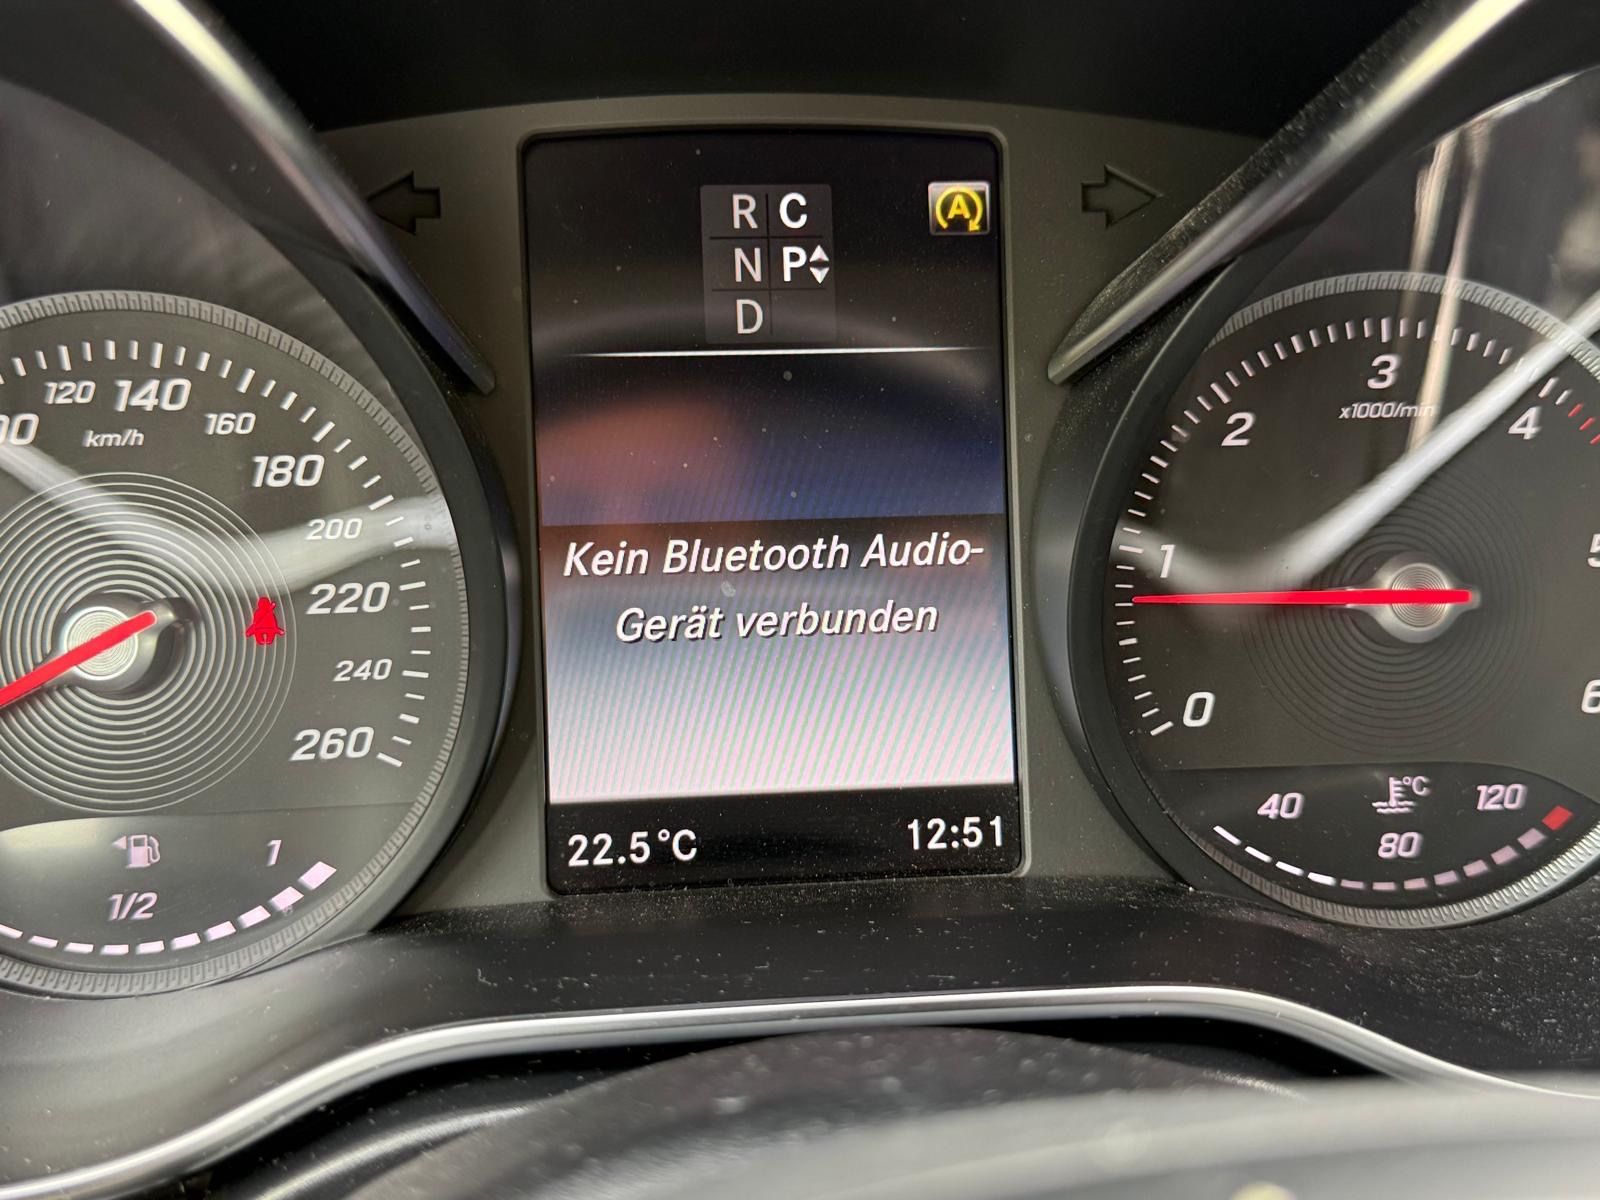 R C
N P
D
A
120 140 160 180 200 220 240 260
km/h
1/2 1
Kein Bluetooth Audio-
Gerät verbunden
22.5°C 12:51
0 1 2 3 4
x1000/min
°C
40 80 120